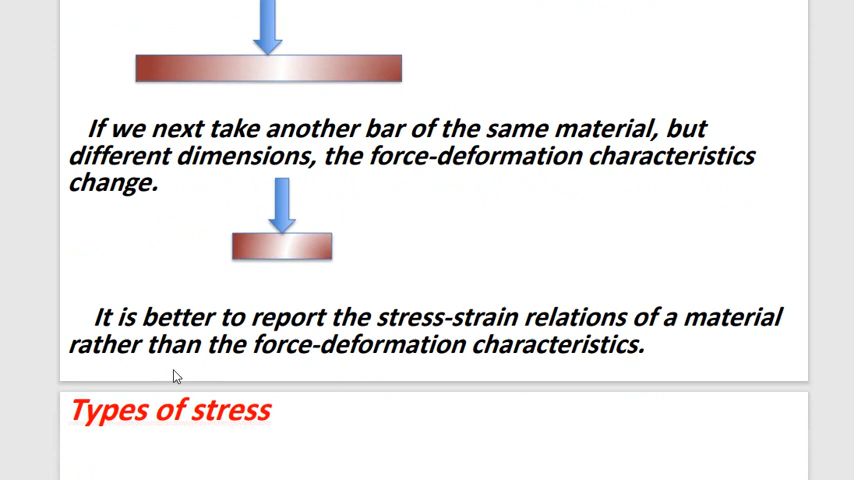 If we next take another bar of the same material, but
different dimensions, the force-deformation characteristics
change.
It is better to report the stress-strain relations of a material
rather than the force-deformation characteristics.
Types of stress